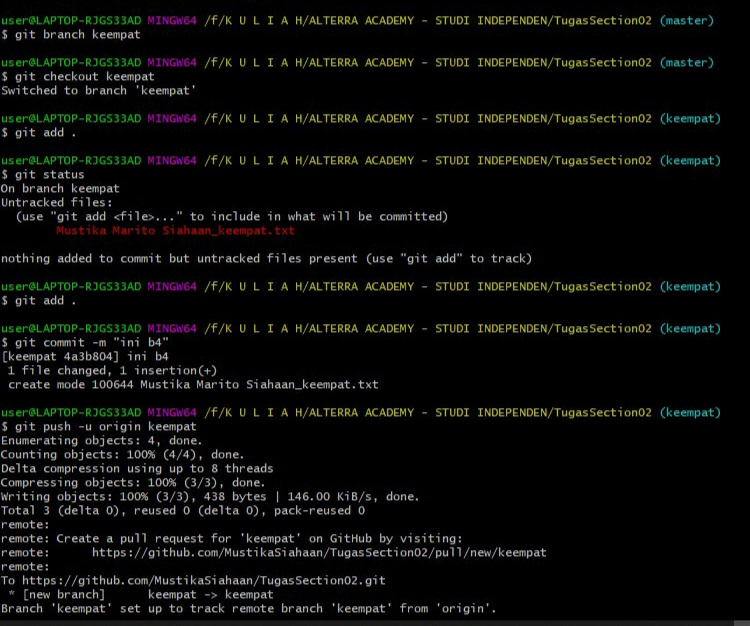 user@LAPTOP-RJGS33AD MINGW64 /f/K U L I A H/ALTERRA ACADEMY - STUDI INDEPENDEN/TugasSection02 (master)
$ git branch keempat
user@LAPTOP-RJGS33AD MINGW64 /f/K U L I A H/ALTERRA ACADEMY - STUDI INDEPENDEN/TugasSection02 (master)
$ git checkout keempat
Switched to branch 'keempat'
user@LAPTOP-RJGS33AD MINGW64 /f/K U L I A H/ALTERRA ACADEMY - STUDI INDEPENDEN/TugasSection02 (keempat)
$ git add .
user@LAPTOP-RJGS33AD MINGW64 /f/K U L I A H/ALTERRA ACADEMY - STUDI INDEPENDEN/TugasSection02 (keempat)
$ git status
On branch keempat
Untracked files:
  (use "git add <file>..." to include in what will be committed)
        Mustika Marito Siahaan_keempat.txt
nothing added to commit but untracked files present (use "git add" to track)
user@LAPTOP-RJGS33AD MINGW64 /f/K U L I A H/ALTERRA ACADEMY - STUDI INDEPENDEN/TugasSection02 (keempat)
$ git add .
user@LAPTOP-RJGS33AD MINGW64 /f/K U L I A H/ALTERRA ACADEMY - STUDI INDEPENDEN/TugasSection02 (keempat)
$ git commit -m "ini b4"
[keempat 4a3b804] ini b4
 1 file changed, 1 insertion(+)
 create mode 100644 Mustika Marito Siahaan_keempat.txt
user@LAPTOP-RJGS33AD MINGW64 /f/K U L I A H/ALTERRA ACADEMY - STUDI INDEPENDEN/TugasSection02 (keempat)
$ git push -u origin keempat
Enumerating objects: 4, done.
Counting objects: 100% (4/4), done.
Delta compression using up to 8 threads
Compressing objects: 100% (3/3), done.
Writing objects: 100% (3/3), 438 bytes | 146.00 KiB/s, done.
Total 3 (delta 0), reused 0 (delta 0), pack-reused 0
remote:
remote: Create a pull request for 'keempat' on GitHub by visiting:
remote:      https://github.com/MustikaSiahaan/TugasSection02/pull/new/keempat
remote:
To https://github.com/MustikaSiahaan/TugasSection02.git
 * [new branch]      keempat -> keempat
Branch 'keempat' set up to track remote branch 'keempat' from 'origin'.